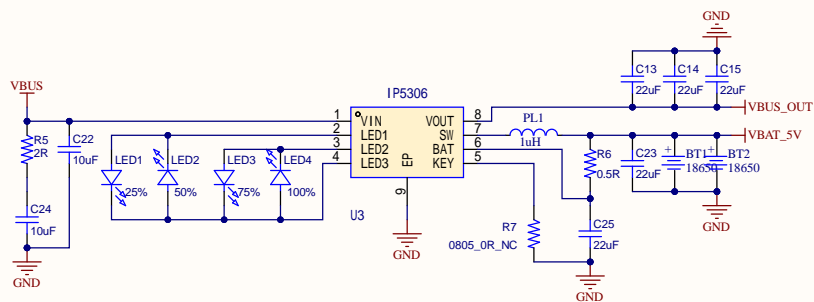 GND
C13
22uF
C14
22uF
C15
22uF
VBUS
IP5306
VBUS_OUT
1
2
3
4
VIN
LED1
LED2
LED3
EP
VOUT
SW
BAT
KEY
8
7
6
5
9
U3
GND
PL1
1uH
VBAT_5V
R5
2R
C22
10uF
C24
10uF
GND
LED1
25%
LED2
50%
LED3
75%
LED4
100%
R6
0.5R
C23
22uF
BT1
18650
BT2
18650
GND
R7
0805_0R_NC
C25
22uF
GND